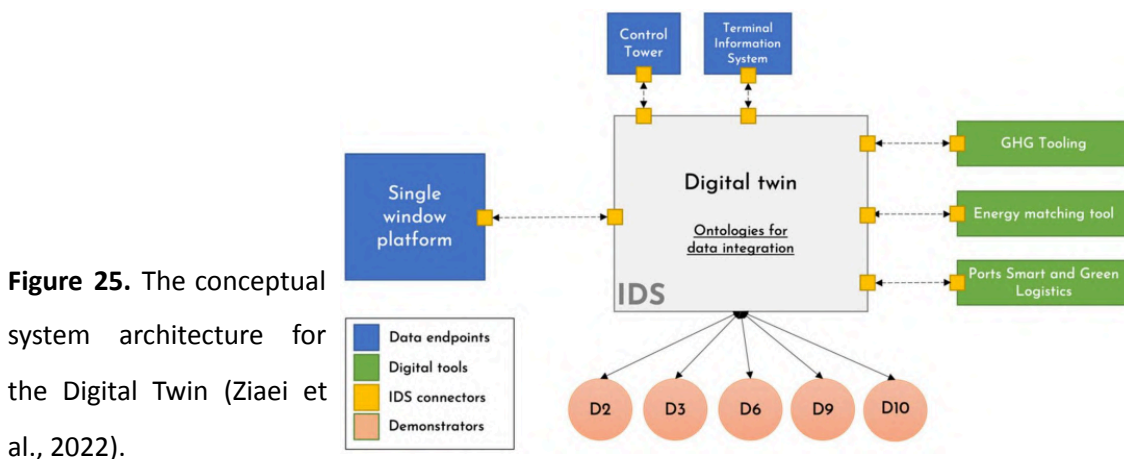 Control
Tower
Terminal
Information
System
Single
window
platform
Digital twin
Ontologies for
data integration
IDS
GHG Tooling
Energy matching tool
Ports Smart and Green
Logistics
Figure 25. The conceptual
system architecture for
the Digital Twin (Ziaei et
al., 2022).
Data endpoints
Digital tools
IDS connectors
Demonstrators
D2
D3
D6
D9
D10